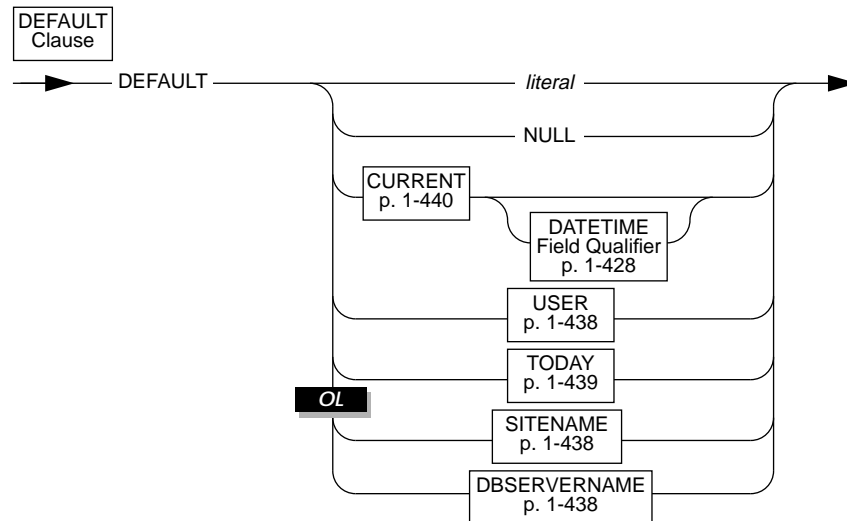 DEFAULT
Clause
DEFAULT
literal
NULL
CURRENT
p. 1-440
DATETIME
Field Qualifier
p. 1-428
USER
p. 1-438
TODAY
p. 1-439
OL
SITENAME
p. 1-438
DBSERVERNAME
p. 1-438